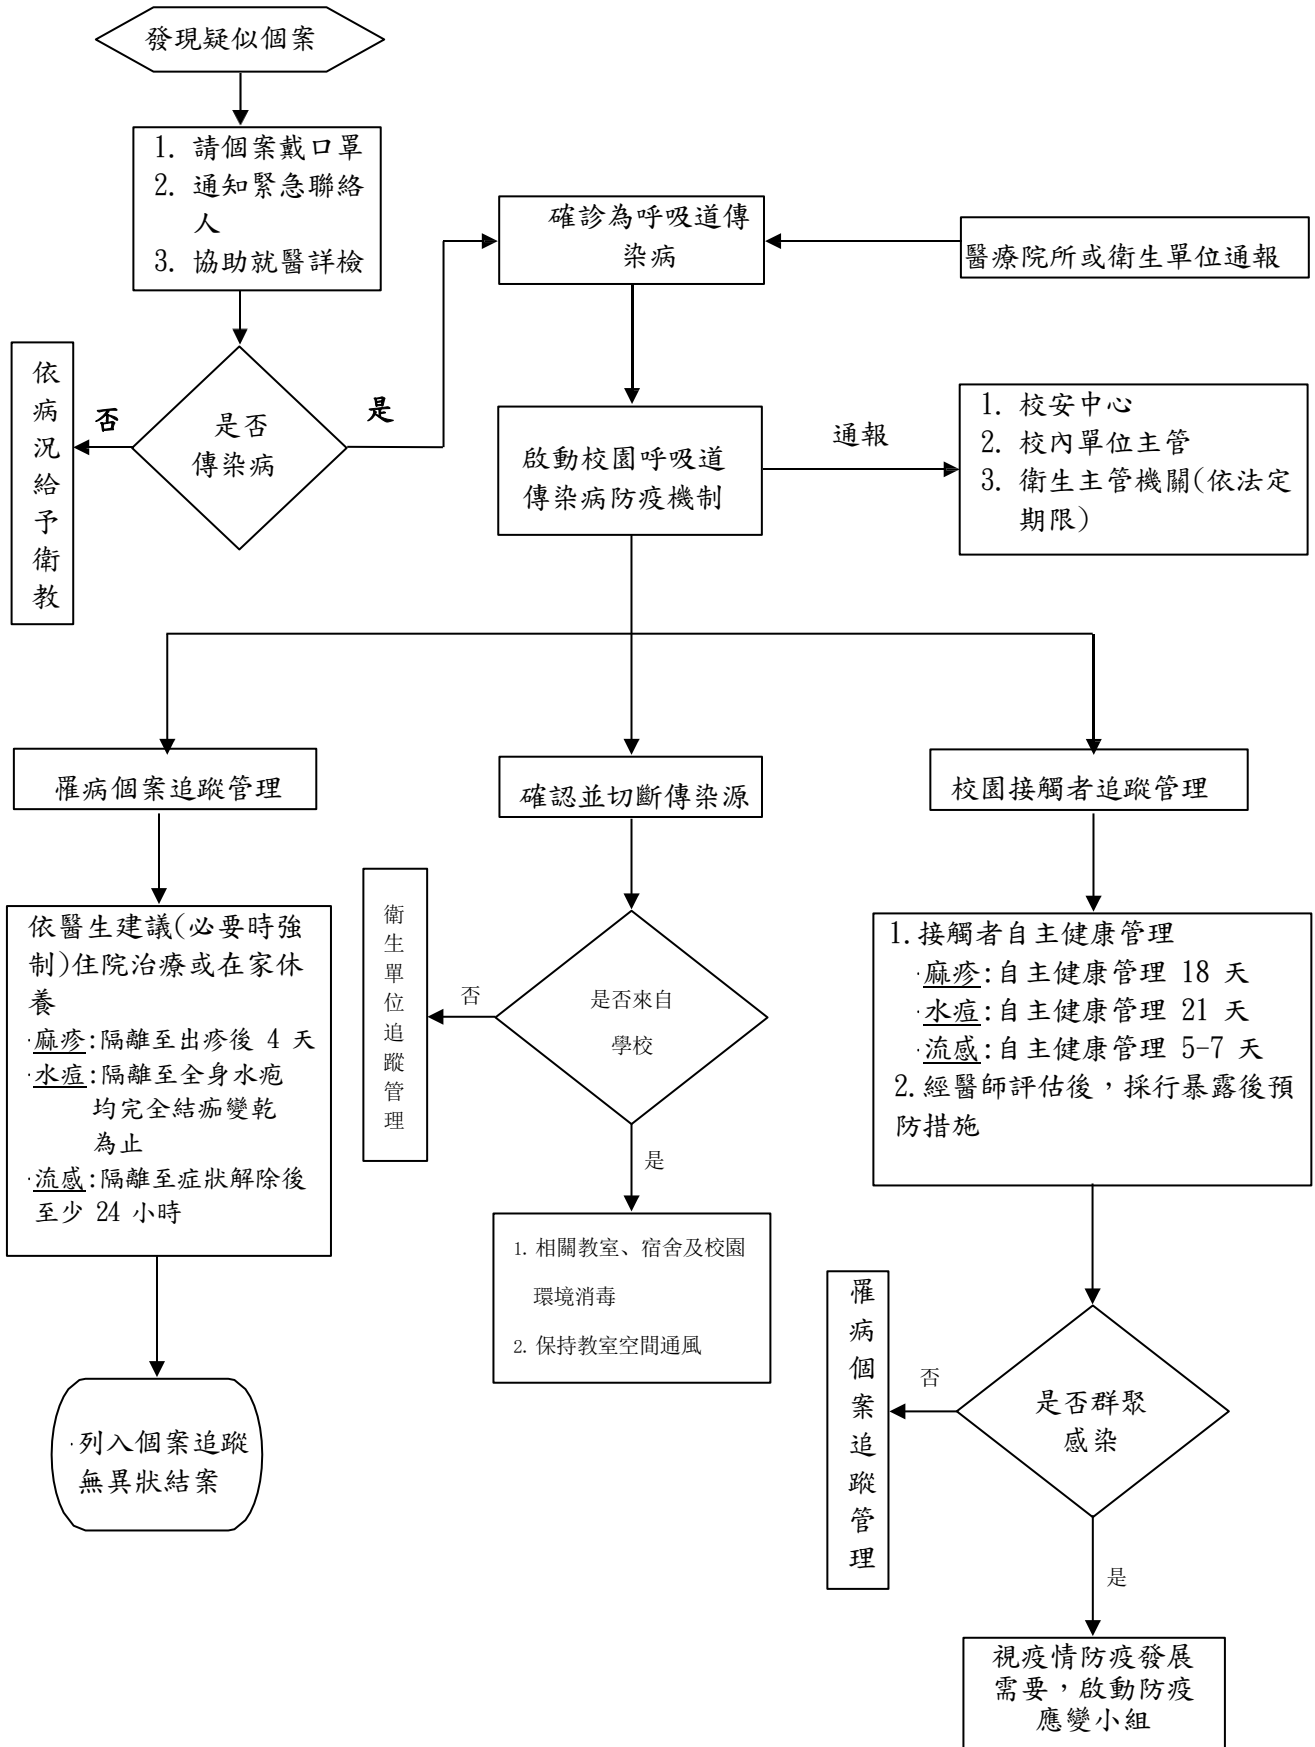 發現疑似個案
1. 請個案戴口罩
2. 通知緊急聯絡
人
3. 協助就醫詳檢
確診為呼吸道傳
染病
醫療院所或衛生單位通報
依病況給予衛教
否
是否
傳染病
是
啟動校園呼吸道
傳染病防疫機制
通報
1. 校安中心
2. 校內單位主管
3. 衛生主管機關(依法定
期限)
罹病個案追蹤管理
確認並切斷傳染源
校園接觸者追蹤管理
依醫生建議(必要時強
制)住院治療或在家休
養
·麻疹:隔離至出疹後 4 天
·水痘:隔離至全身水疱
均完全結痂變乾
為止
·流感:隔離至症狀解除後
至少 24 小時
·列入個案追蹤
無異狀結案
衛生單位追蹤管理
否
是否來自
學校
是
1. 相關教室、宿舍及校園
環境消毒
2. 保持教室空間通風
1.接觸者自主健康管理
·麻疹:自主健康管理 18 天
·水痘:自主健康管理 21 天
·流感:自主健康管理 5-7 天
2.經醫師評估後，採行暴露後預
防措施
罹病個案追蹤管理
否
是否群聚
感染
是
視疫情防疫發展
需要，啟動防疫
應變小組